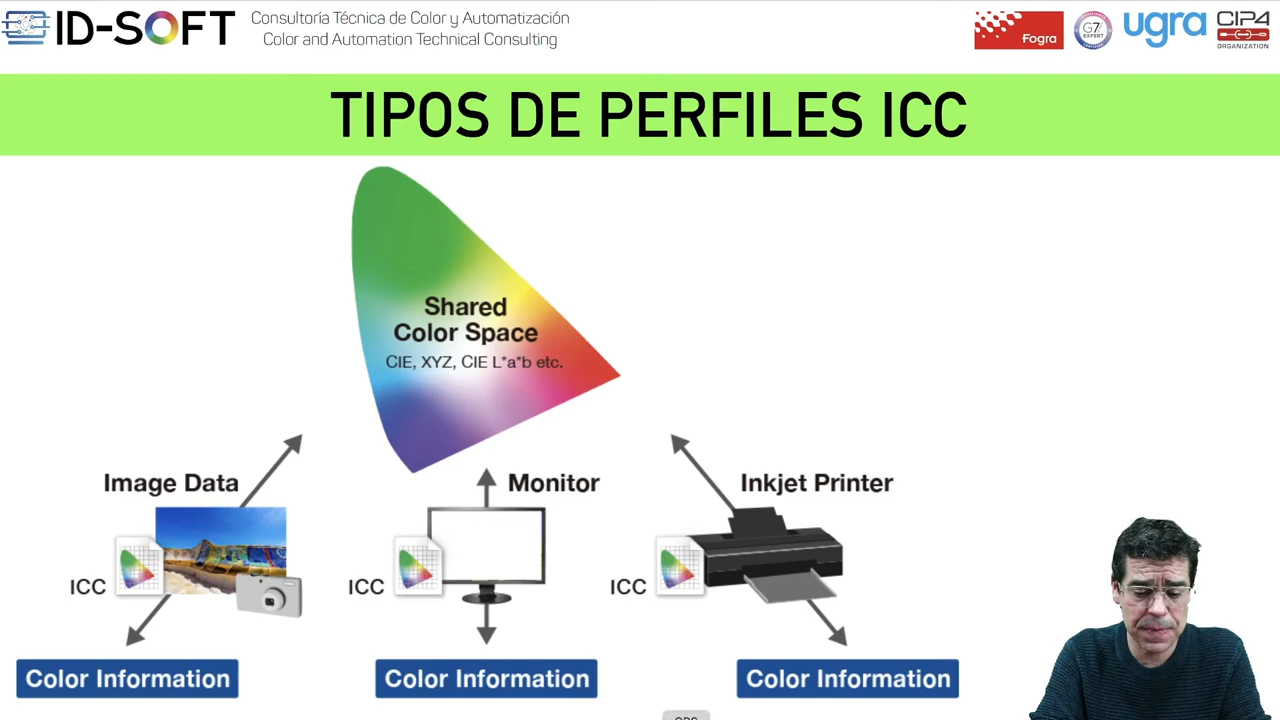 ID-SOFT
Consultoría Técnica de Color y Automatización
Color and Automation Technical Consulting
Fogra
G7
EXPERT
ugra
CIP4
ORGANIZATION
TIPOS DE PERFILES ICC
Shared
Color Space
CIE, XYZ, CIE L*a*b etc.
Image Data
Monitor
Inkjet Printer
ICC
ICC
ICC
Color Information
Color Information
Color Information